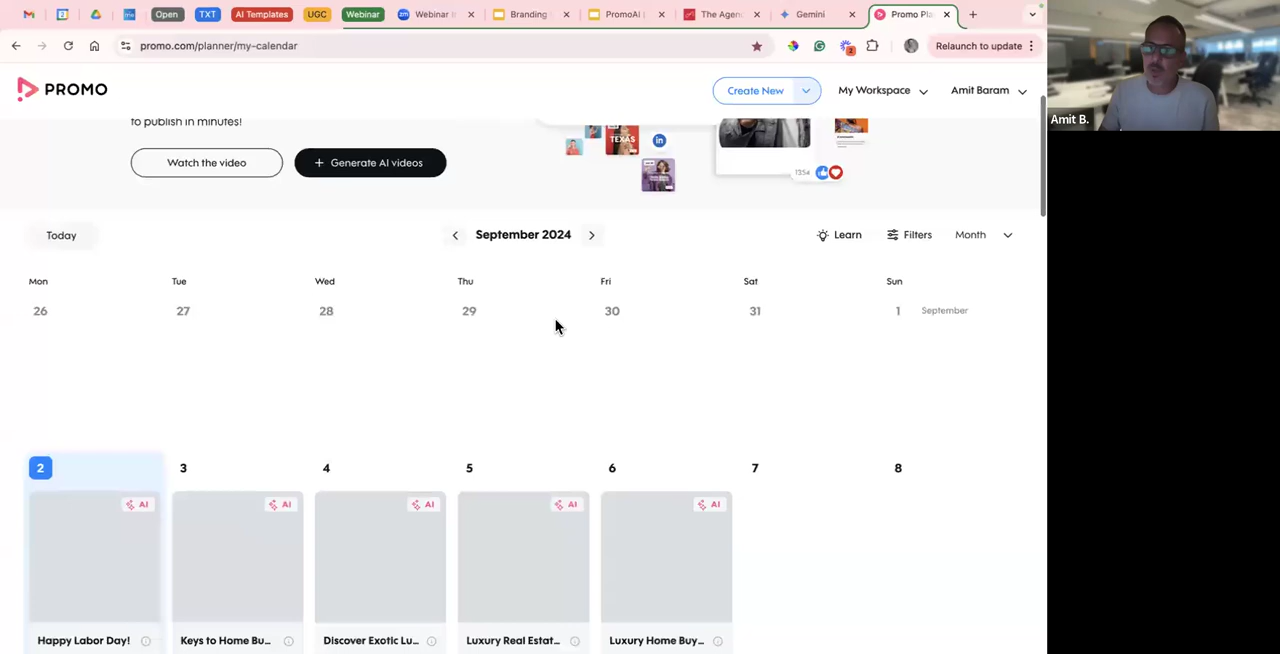 Open
TXT
AI Templates
UGC
Webinar
Webinar
Branding
PromoAI
The Agen
Gemini
Promo Pla
promo.com/planner/my-calendar
2
Relaunch to update
PROMO
Create New
My Workspace
Amit Baram
to publish in minutes!
Watch the video
+ Generate AI videos
TEXAS
in
1354
Today
September 2024
Learn
Filters
Month
Mon Tue Wed Thu Fri Sat Sun
26 27 28 29 30 31 1 September
2 3 4 5 6 7 8
AI AI AI AI AI
Happy Labor Day!
Keys to Home Bu...
Discover Exotic Lu...
Luxury Real Estat...
Luxury Home Buy...
Amit B.